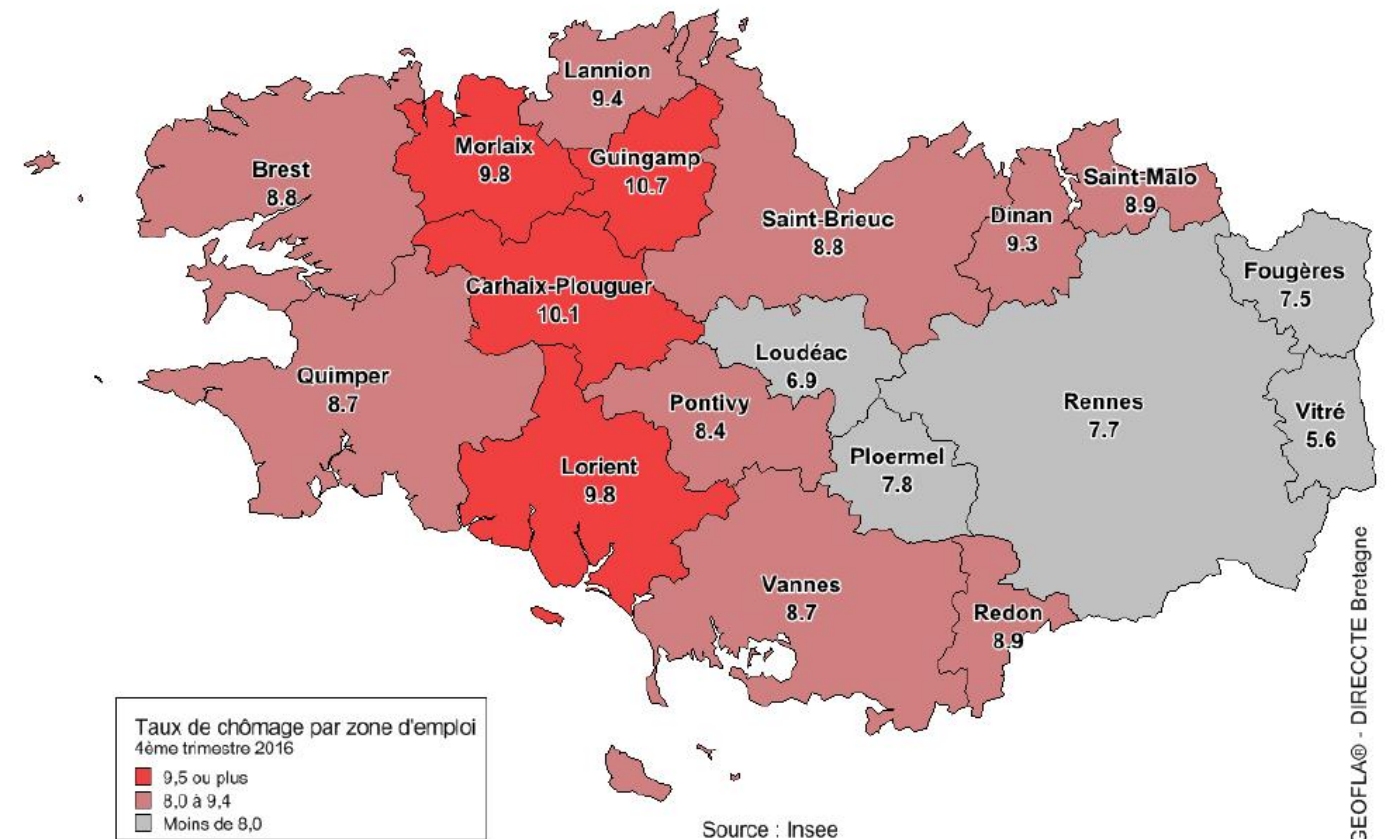 Lannion
9.4
Morlaix
9.8
Guingamp
10.7
Brest
8.8
Saint-Brieuc
8.8
Dinan
9.3
Saint-Malo
8.9
Fougères
7.5
Carhaix-Plouguer
10.1
Loudéac
6.9
Quimper
8.7
Pontivy
8.4
Rennes
7.7
Vitré
5.6
Ploermel
7.8
Lorient
9.8
Vannes
8.7
Redon
8.9
Taux de chômage par zone d'emploi
4ème trimestre 2016
9,5 ou plus
8,0 à 9,4
Moins de 8,0
Source : Insee
GEOFLA® - DIRECCTE Bretagne